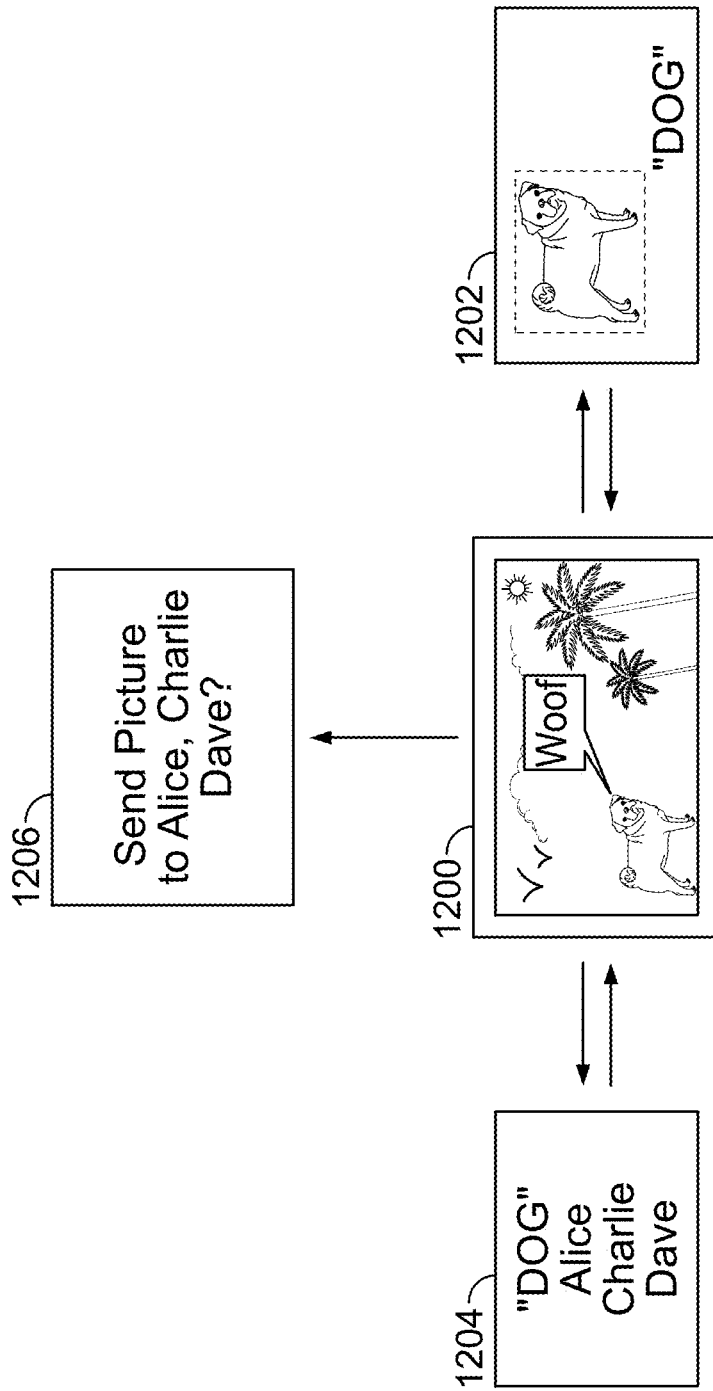 1206
Send Picture
to Alice, Charlie
Dave?
1204
"DOG"
Alice
Charlie
Dave
1200
Woof
1202
"DOG"